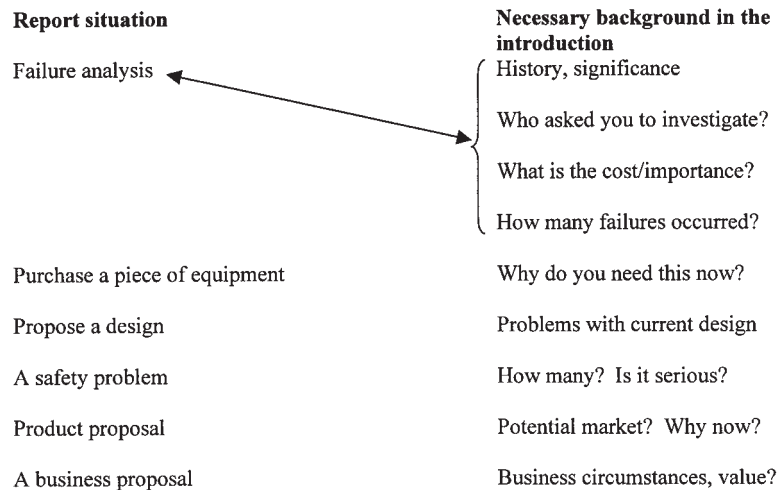 Report situation
Necessary background in the
introduction
Failure analysis
History, significance
Who asked you to investigate?
What is the cost/importance?
How many failures occurred?
Purchase a piece of equipment
Why do you need this now?
Propose a design
Problems with current design
A safety problem
How many?  Is it serious?
Product proposal
Potential market?  Why now?
A business proposal
Business circumstances, value?